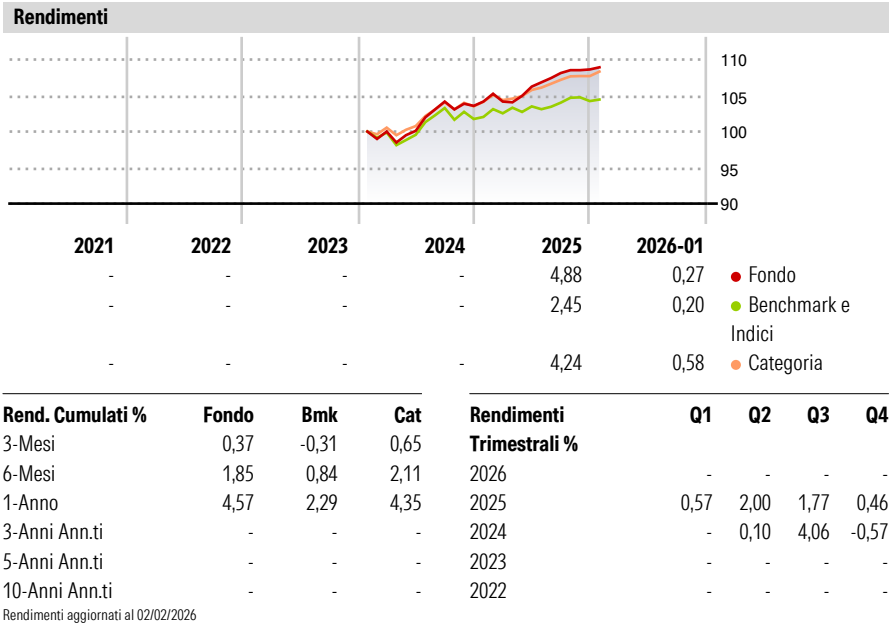 Rendimenti
110
105
100
95
90
2021 2022 2023 2024 2025 2026-01
- - - - 4,88 0,27 Fondo
- - - - 2,45 0,20 Benchmark e
Indici
- - - - 4,24 0,58 Categoria
Rend. Cumulati % Fondo Bmk Cat
3-Mesi 0,37 -0,31 0,65
6-Mesi 1,85 0,84 2,11
1-Anno 4,57 2,29 4,35
3-Anni Ann.ti - - -
5-Anni Ann.ti - - -
10-Anni Ann.ti - - -
Rendimenti Q1 Q2 Q3 Q4
Trimestrali %
2026 - - - -
2025 0,57 2,00 1,77 0,46
2024 - 0,10 4,06 -0,57
2023 - - - -
2022 - - - -
Rendimenti aggiornati al 02/02/2026